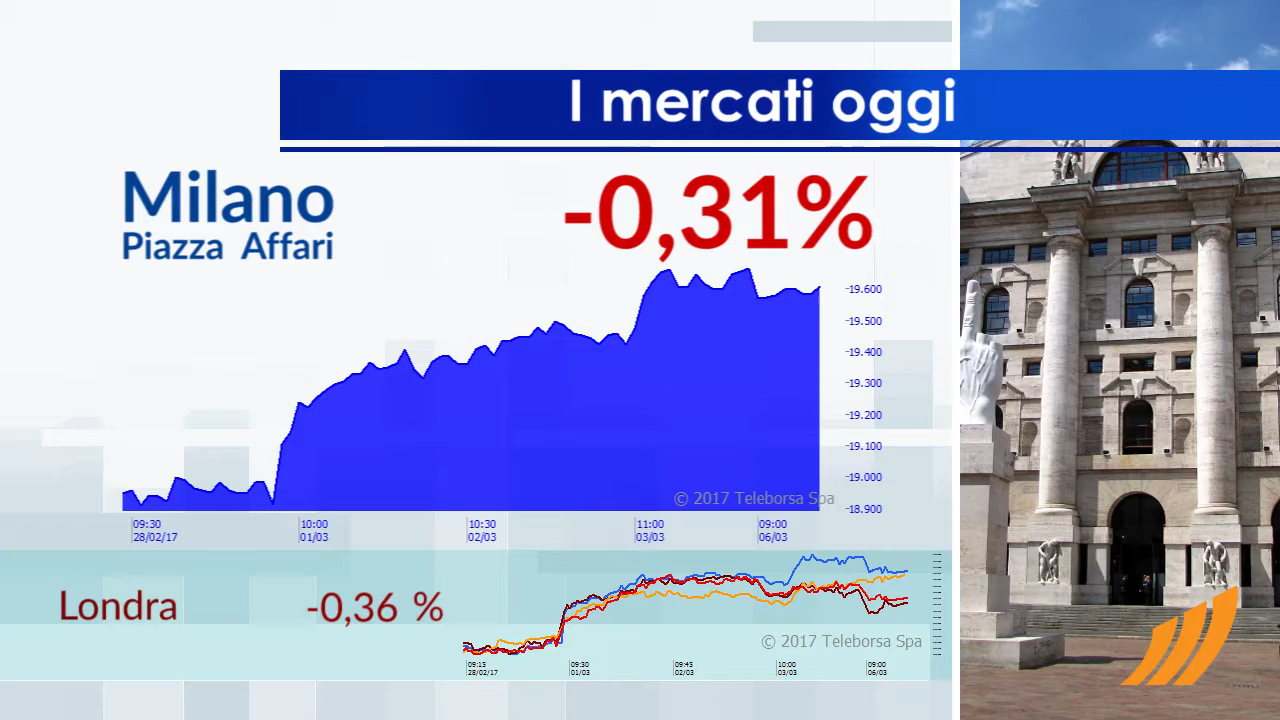 I mercati oggi
Milano
Piazza Affari
-0,31%
19.600
19.500
19.400
19.300
19.200
19.100
19.000
18.900
© 2017 Teleborsa Spa
09:30 10:00 10:30 11:00 09:00
28/02/17 01/03 02/03 03/03 06/03
Londra -0,36 %
© 2017 Teleborsa Spa
09:15 09:30 09:45 10:00 09:00
28/02/17 01/03 02/03 03/03 06/03